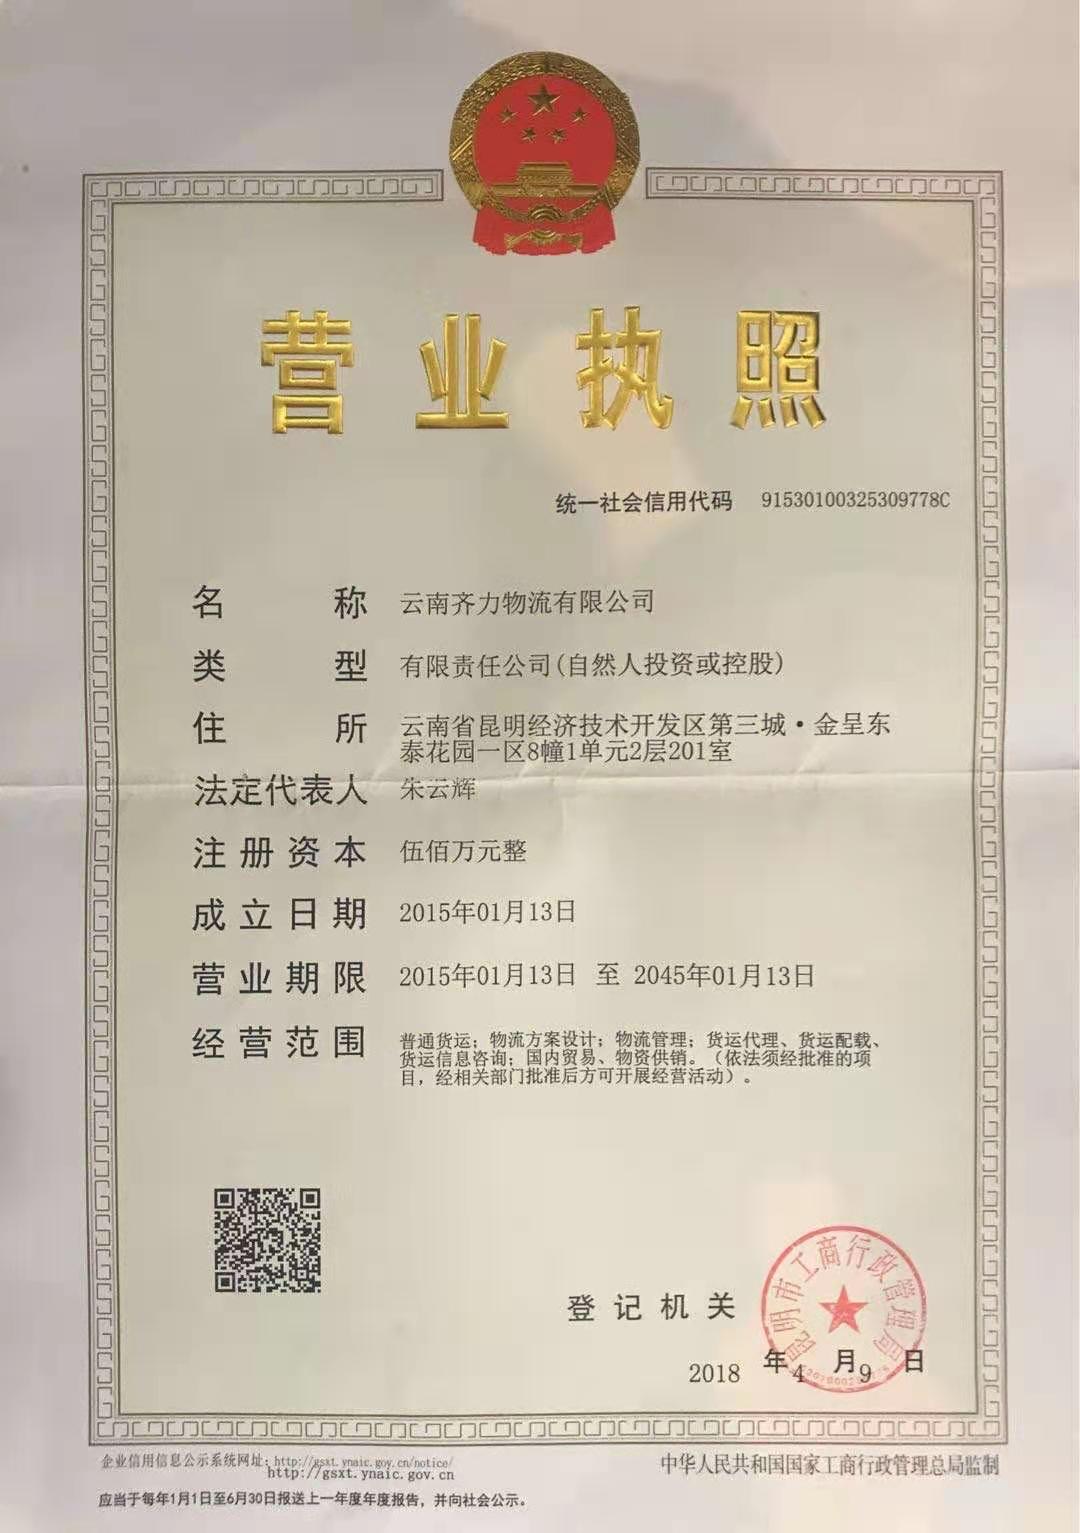 营业执照
统一社会信用代码 91530100325309778C
名称 云南齐力物流有限公司
类型 有限责任公司(自然人投资或控股)
住所 云南省昆明经济技术开发区第三城·金呈东
泰花园一区8幢1单元2层201室
法定代表人 朱云辉
注册资本 伍佰万元整
成立日期 2015年01月13日
营业期限 2015年01月13日 至 2045年01月13日
经营范围 普通货运；物流方案设计；物流管理；货运代理、货运配载、
货运信息咨询；国内贸易、物资供销。（依法须经批准的项
目，经相关部门批准后方可开展经营活动）。
登记机关
昆明市工商行政管理局
2018 年 4 月 9 日
企业信用信息公示系统网址: http://gsxt.ynaic.gov.cn/notice/
http://gsxt.ynaic.gov.cn
中华人民共和国国家工商行政管理总局监制
应当于每年1月1日至6月30日报送上一年度年度报告，并向社会公示。